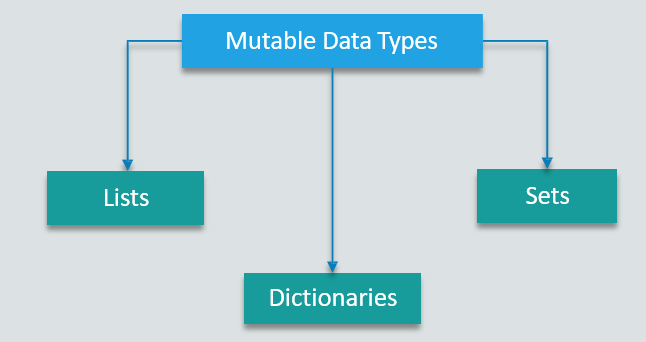 Mutable Data Types
Lists
Sets
Dictionaries